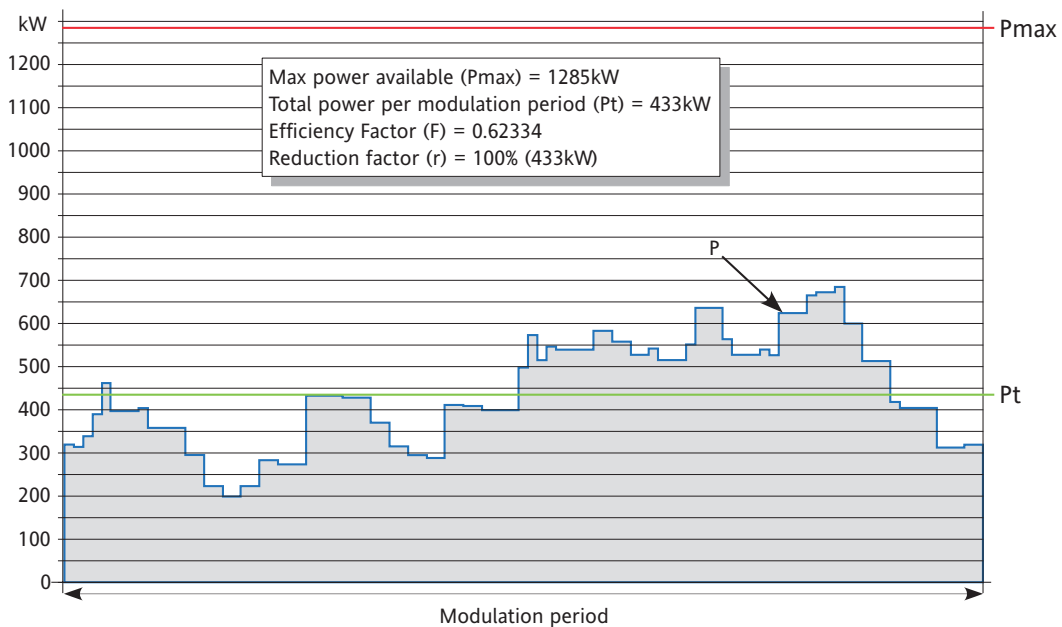 kW
Pmax
1200
1100
1000
900
800
700
600
500
400
300
200
100
0
Max power available (Pmax) = 1285kW
Total power per modulation period (Pt) = 433kW
Efficiency Factor (F) = 0.62334
Reduction factor (r) = 100% (433kW)
P
Pt
Modulation period